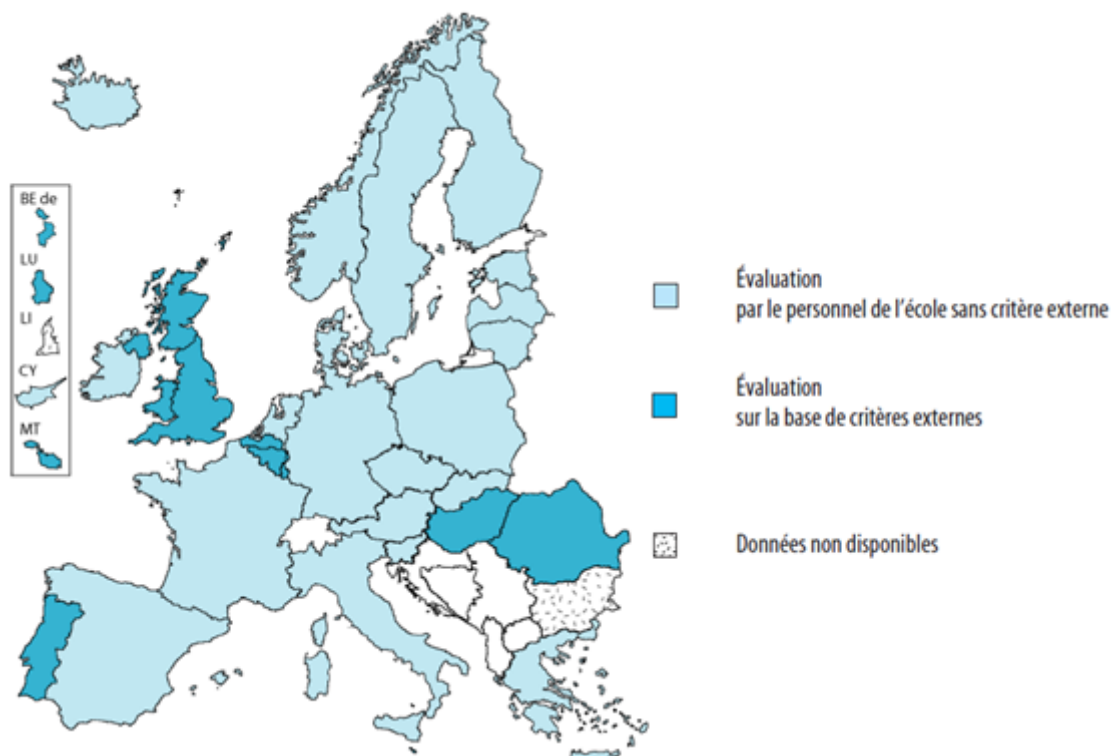 BE de
LU
LI
CY
MT
Évaluation
par le personnel de l'école sans critère externe
Évaluation
sur la base de critères externes
Données non disponibles